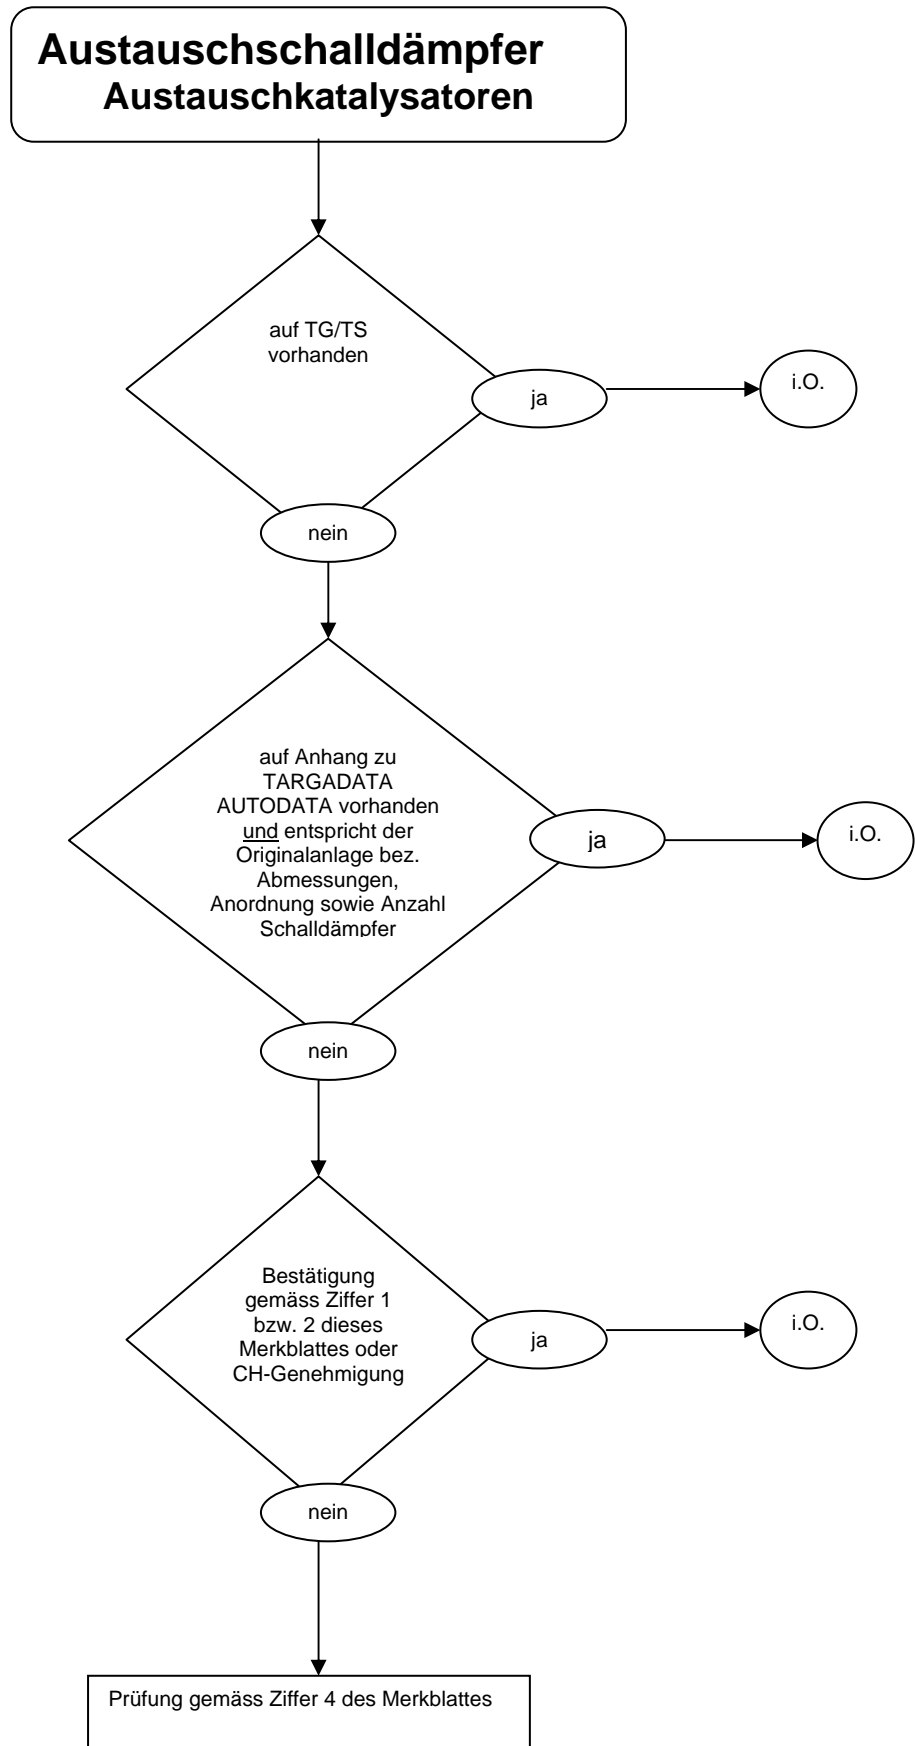 Austauschschalldämpfer
Austauschkatalysatoren
auf TG/TS
vorhanden
ja
i.O.
nein
auf Anhang zu
TARGADATA
AUTODATA vorhanden
und entspricht der
Originalanlage bez.
Abmessungen,
Anordnung sowie Anzahl
Schalldämpfer
ja
i.O.
nein
Bestätigung
gemäss Ziffer 1
bzw. 2 dieses
Merkblattes oder
CH-Genehmigung
ja
i.O.
nein
Prüfung gemäss Ziffer 4 des Merkblattes